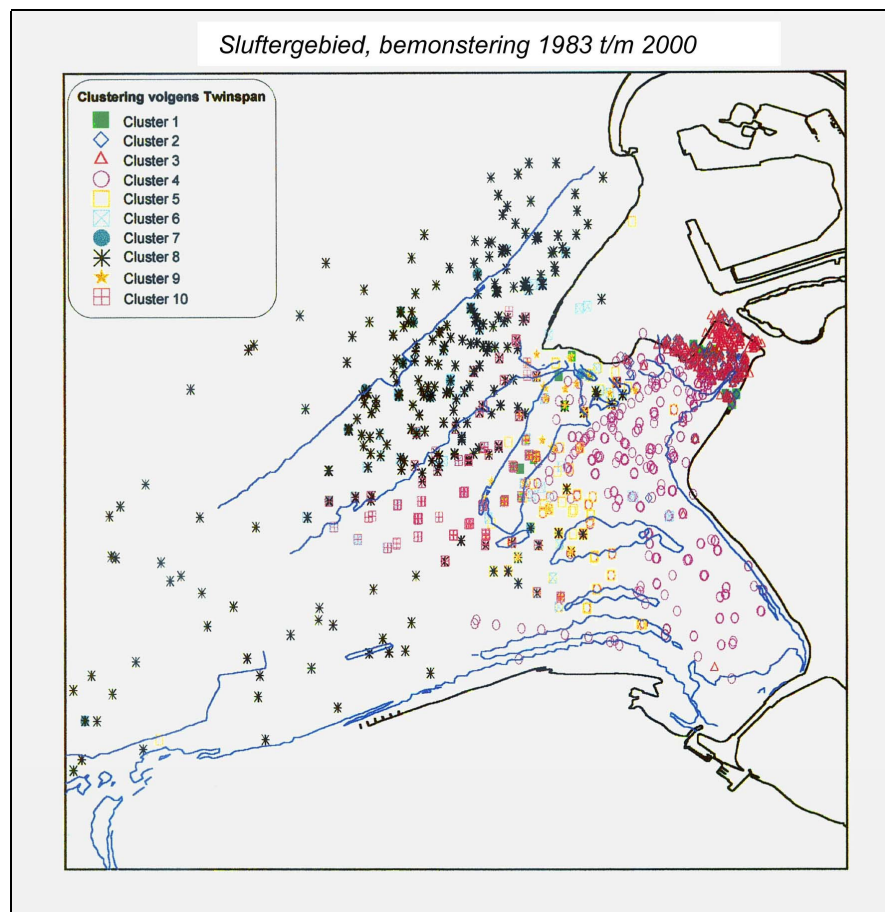 Sluftergebied, bemonstering 1983 t/m 2000
Clustering volgens Twinspan
Cluster 1
Cluster 2
Cluster 3
Cluster 4
Cluster 5
Cluster 6
Cluster 7
Cluster 8
Cluster 9
Cluster 10